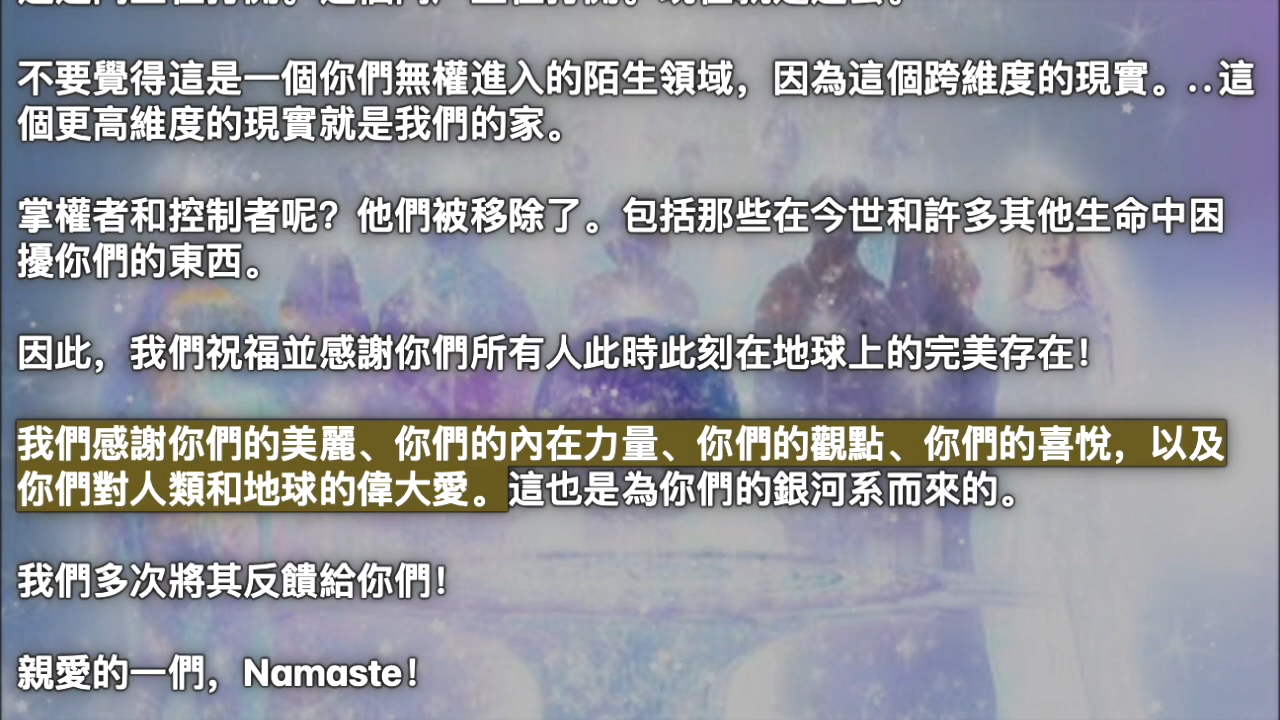 不要覺得這是一個你們無權進入的陌生領域，因為這個跨維度的現實。..這
個更高維度的現實就是我們的家。
掌權者和控制者呢？他們被移除了。包括那些在今世和許多其他生命中困
擾你們的東西。
因此，我們祝福並感謝你們所有人此時此刻在地球上的完美存在！
我們感謝你們的美麗、你們的內在力量、你們的觀點、你們的喜悅，以及
你們對人類和地球的偉大愛。這也是為你們的銀河系而來的。
我們多次將其反饋給你們！
親愛的一們，Namaste！